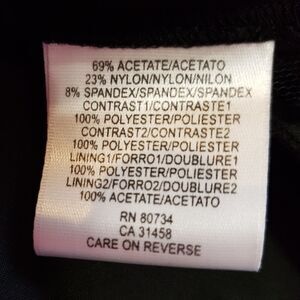 69% ACETATE/ACETATO
23% NYLON/NYLON/NILON
8% SPANDEX/SPANDEX/SPANDEX
CONTRAST1/CONTRASTE1
100% POLYESTER/POLIESTER
CONTRAST2/CONTRASTE2
100% POLYESTER/POLIESTER
LINING1/FORRO1/DOUBLURE1
100% POLYESTER/POLIESTER
LINING2/FORRO2/DOUBLURE2
100% ACETATE/ACETATO
RN 80734
CA 31458
CARE ON REVERSE